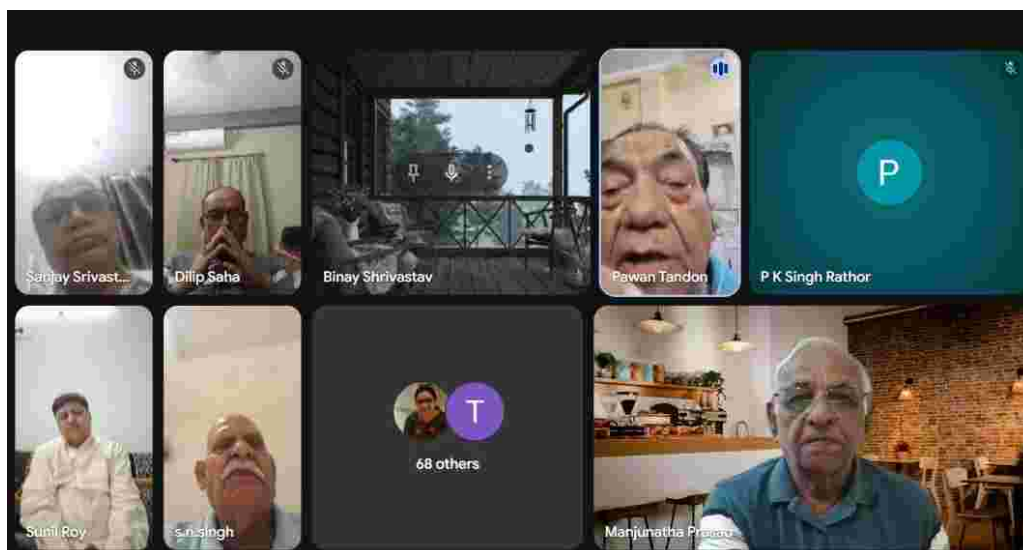 Sanjay Srivast...
Dilip Saha
Binay Shrivastav
Pawan Tandon
P
P K Singh Rathor
Sunil Roy
s.n.singh
T
68 others
Manjunatha Prasad